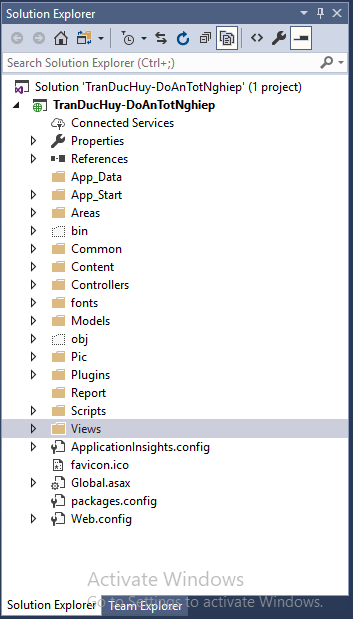 Solution Explorer
Search Solution Explorer (Ctrl+;)
Solution 'TranDucHuy-DoAnTotNghiep' (1 project)
TranDucHuy-DoAnTotNghiep
Connected Services
Properties
References
App_Data
App_Start
Areas
bin
Common
Content
Controllers
fonts
Models
obj
Pic
Plugins
Report
Scripts
Views
ApplicationInsights.config
favicon.ico
Global.asax
packages.config
Web.config
Activate Windows
Go to Settings to activate Windows.
Solution Explorer Team Explorer